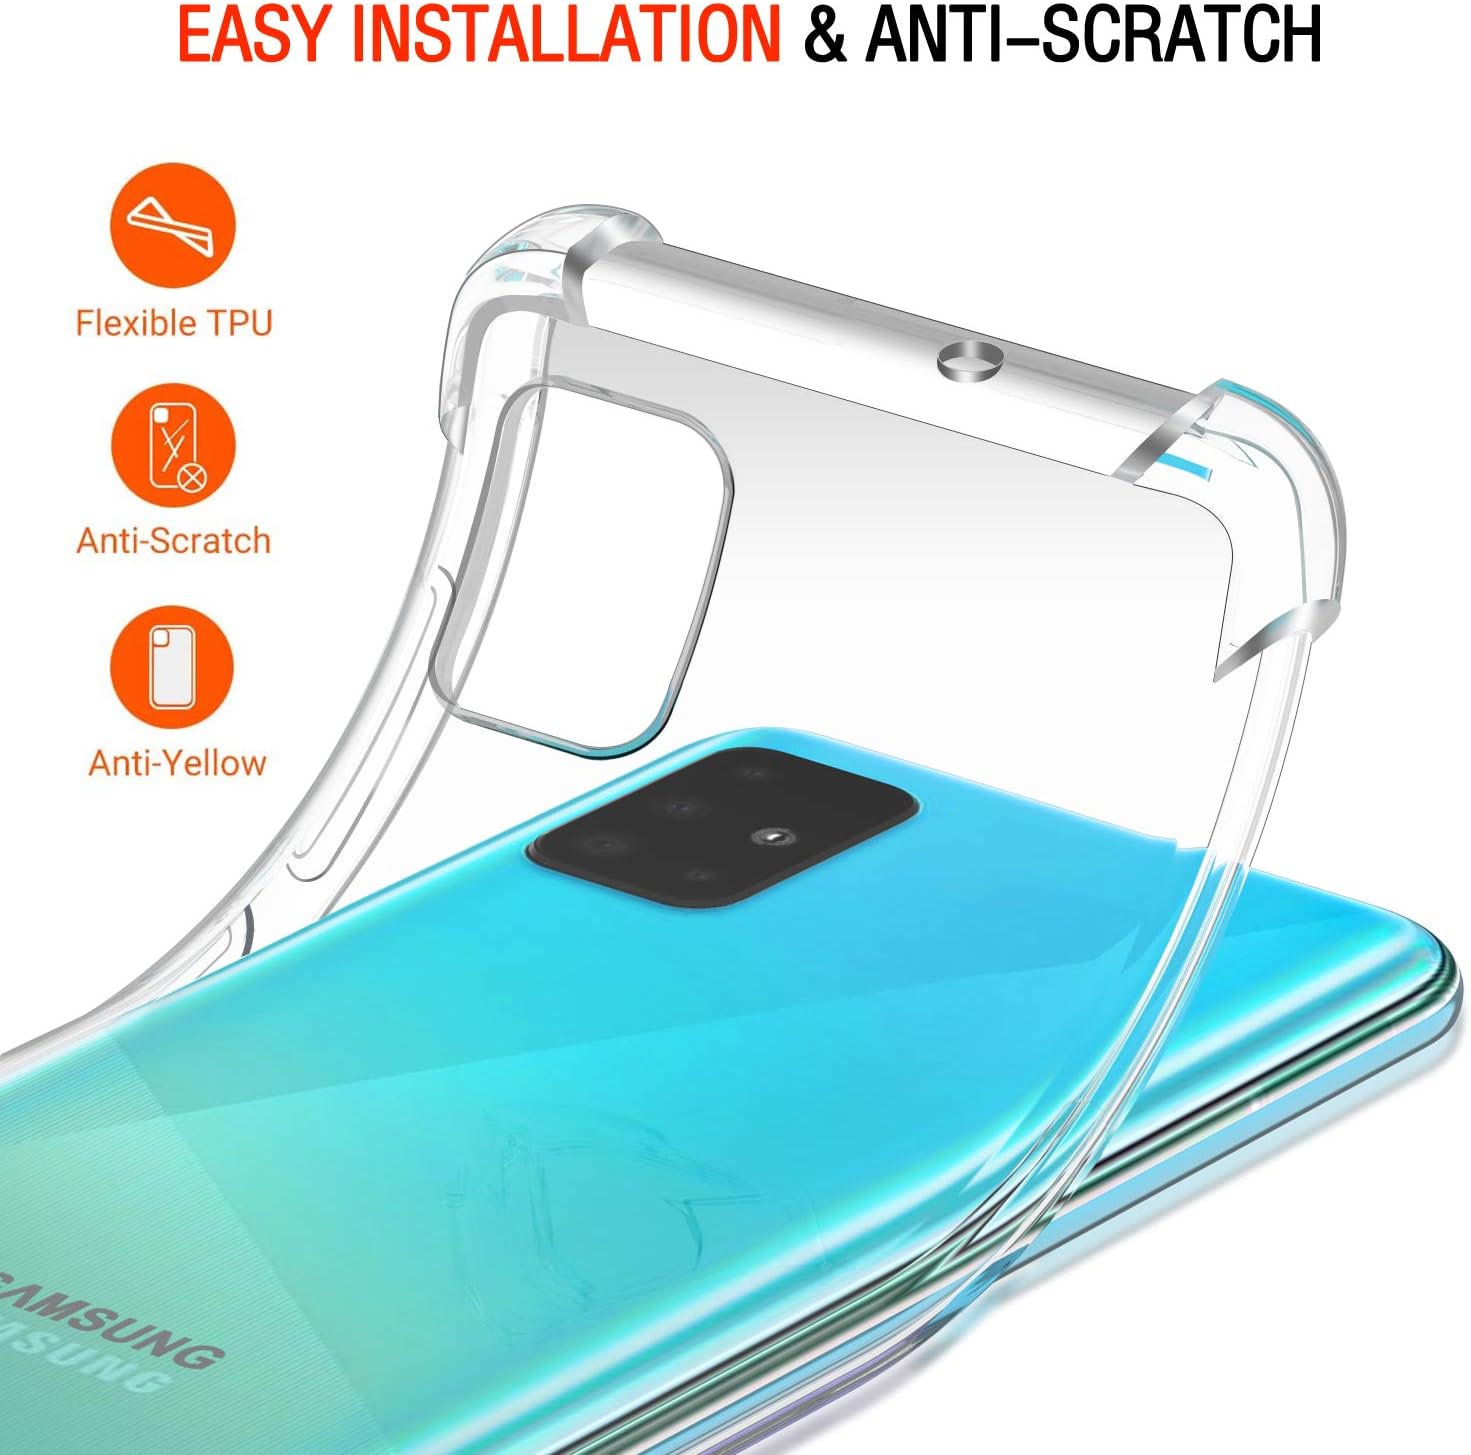 EASY INSTALLATION & ANTI–SCRATCH
Flexible TPU
Anti-Scratch
Anti-Yellow
SAMSUNG